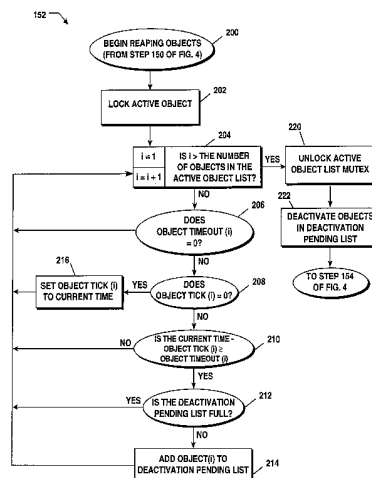 152
BEGIN REAPING OBJECTS
(FROM STEP 150 OF FIG. 4)
200
LOCK ACTIVE OBJECT
202
204
i = 1
i = i + 1
IS i > THE NUMBER
OF OBJECTS IN THE
ACTIVE OBJECT LIST?
YES
NO
220
UNLOCK ACTIVE
OBJECT LIST MUTEX
222
DEACTIVATE OBJECTS
IN DEACTIVATION
PENDING LIST
TO STEP 154
OF FIG. 4
206
DOES
OBJECT TIMEOUT (i)
= 0?
NO
216
SET OBJECT TICK (i)
TO CURRENT TIME
YES
208
DOES
OBJECT TICK (i) = 0?
NO
210
NO
IS THE CURRENT TIME -
OBJECT TICK (i) ≥
OBJECT TIMEOUT (i)
YES
212
YES
IS THE DEACTIVATION
PENDING LIST FULL?
NO
ADD OBJECT(i) TO
DEACTIVATION PENDING LIST
214